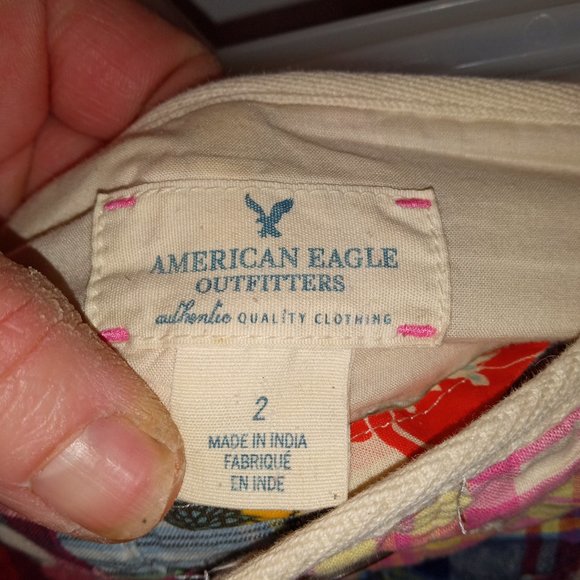 AMERICAN EAGLE
OUTFITTERS
authentic QUALITY CLOTHING
2
MADE IN INDIA
FABRIQUÉ
EN INDE